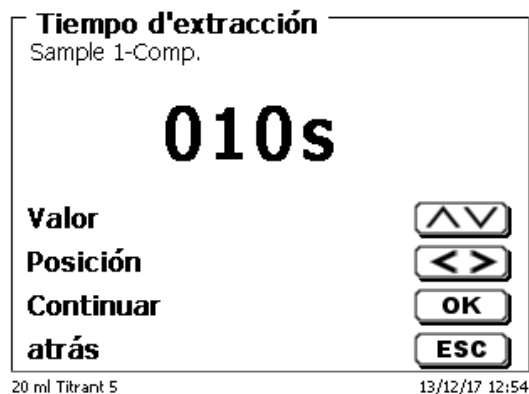 Tiempo d'extracción
Sample 1-Comp.
010s
Valor
Posición
Continuar OK
atrás ESC
20 ml Titrant 5 13/12/17 12:54